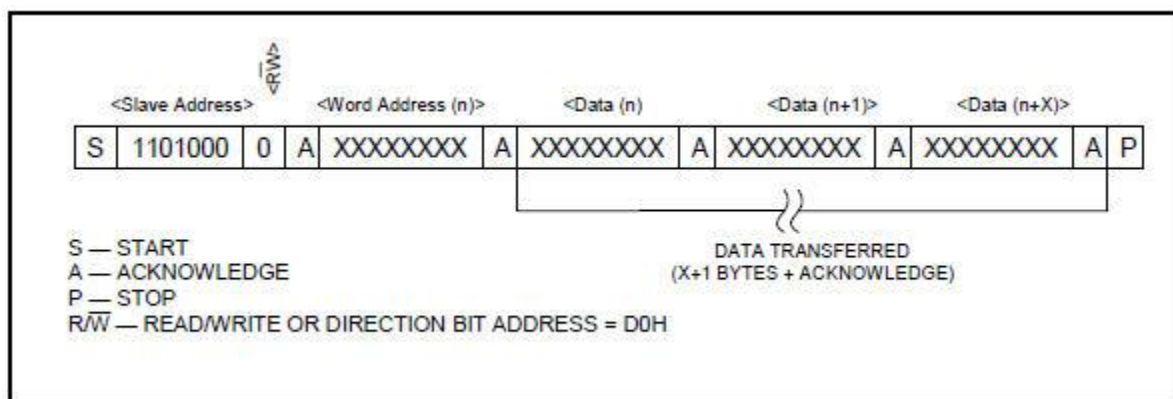 <R/W̅>
<Slave Address> <Word Address (n)> <Data (n) <Data (n+1)> <Data (n+X)>
S 1101000 0 A XXXXXXXX A XXXXXXXX A XXXXXXXX A XXXXXXXX A P
S — START
DATA TRANSFERRED
A — ACKNOWLEDGE
(X+1 BYTES + ACKNOWLEDGE)
P — STOP
R/W̅ — READ/WRITE OR DIRECTION BIT ADDRESS = D0H